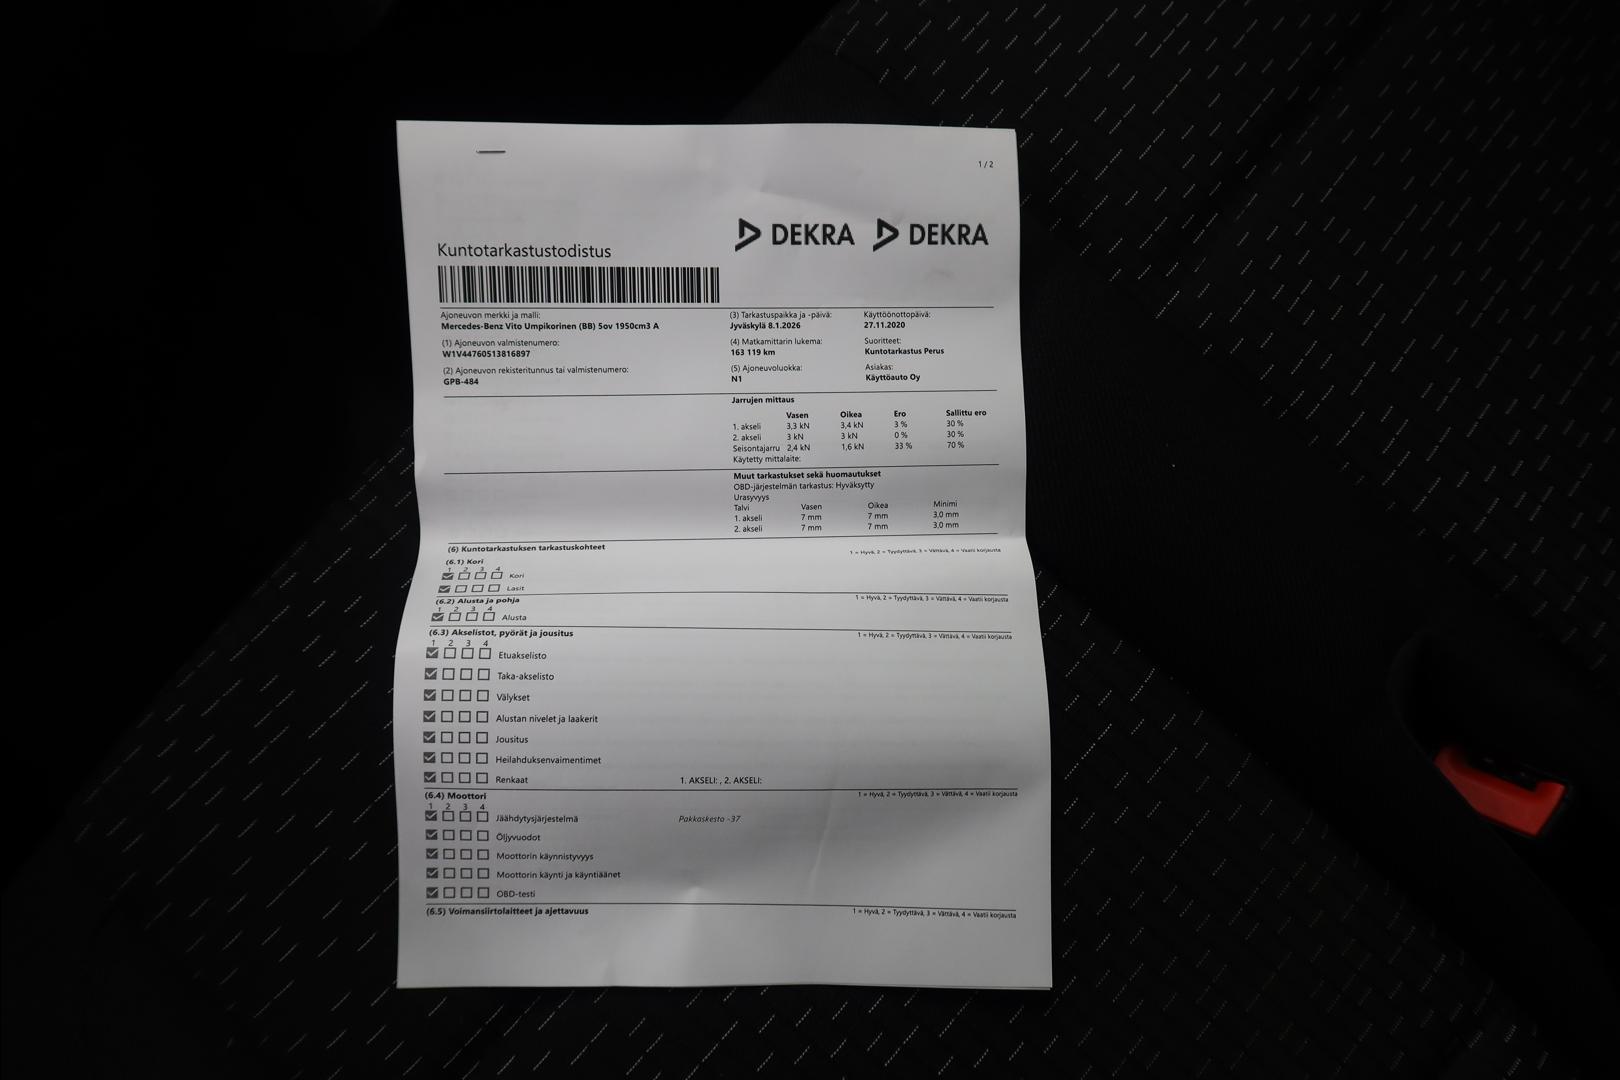 1 / 2
DEKRA DEKRA
Kuntotarkastustodistus
Ajoneuvon merkki ja malli:
Mercedes-Benz Vito Umpikorinen (BB) 5ov 1950cm3 A
(1) Ajoneuvon valmistenumero:
W1V44760513816897
(2) Ajoneuvon rekisteritunnus tai valmistenumero:
GPB-484
(3) Tarkastuspaikka ja -päivä:
Jyväskylä 8.1.2026
(4) Matkamittarin lukema:
163 119 km
(5) Ajoneuvoluokka:
N1
Käyttöönottopäivä:
27.11.2020
Suoritteet:
Kuntotarkastus Perus
Asiakas:
Käyttöauto Oy
Jarrujen mittaus
Vasen Oikea Ero Sallittu ero
1. akseli 3,3 kN 3,4 kN 3 % 30 %
2. akseli 3 kN 3 kN 0 % 30 %
Seisontajarru 2,4 kN 1,6 kN 33 % 70 %
Käytetty mittalaite:
Muut tarkastukset sekä huomautukset
OBD-järjestelmän tarkastus: Hyväksytty
Urasyvyys
Talvi Vasen Oikea Minimi
1. akseli 7 mm 7 mm 3,0 mm
2. akseli 7 mm 7 mm 3,0 mm
(6) Kuntotarkastuksen tarkastuskohteet
1 = Hyvä, 2 = Tyydyttävä, 3 = Vättävä, 4 = Vaatii korjausta
(6.1) Kori
1 2 3 4
Kori
Lasit
(6.2) Alusta ja pohja
1 = Hyvä, 2 = Tyydyttävä, 3 = Vättävä, 4 = Vaatii korjausta
1 2 3 4
Alusta
(6.3) Akselistot, pyörät ja jousitus
1 = Hyvä, 2 = Tyydyttävä, 3 = Vättävä, 4 = Vaatii korjausta
1 2 3 4
Etuakselisto
Taka-akselisto
Välykset
Alustan nivelet ja laakerit
Jousitus
Heilahduksenvaimentimet
Renkaat 1. AKSELI: , 2. AKSELI:
(6.4) Moottori
1 = Hyvä, 2 = Tyydyttävä, 3 = Vättävä, 4 = Vaatii korjausta
1 2 3 4
Jäähdytysjärjestelmä Pakkaskesto -37
Öljyvuodot
Moottorin käynnistyvyys
Moottorin käynti ja käyntiäänet
OBD-testi
(6.5) Voimansiirtolaitteet ja ajettavuus
1 = Hyvä, 2 = Tyydyttävä, 3 = Vättävä, 4 = Vaatii korjausta